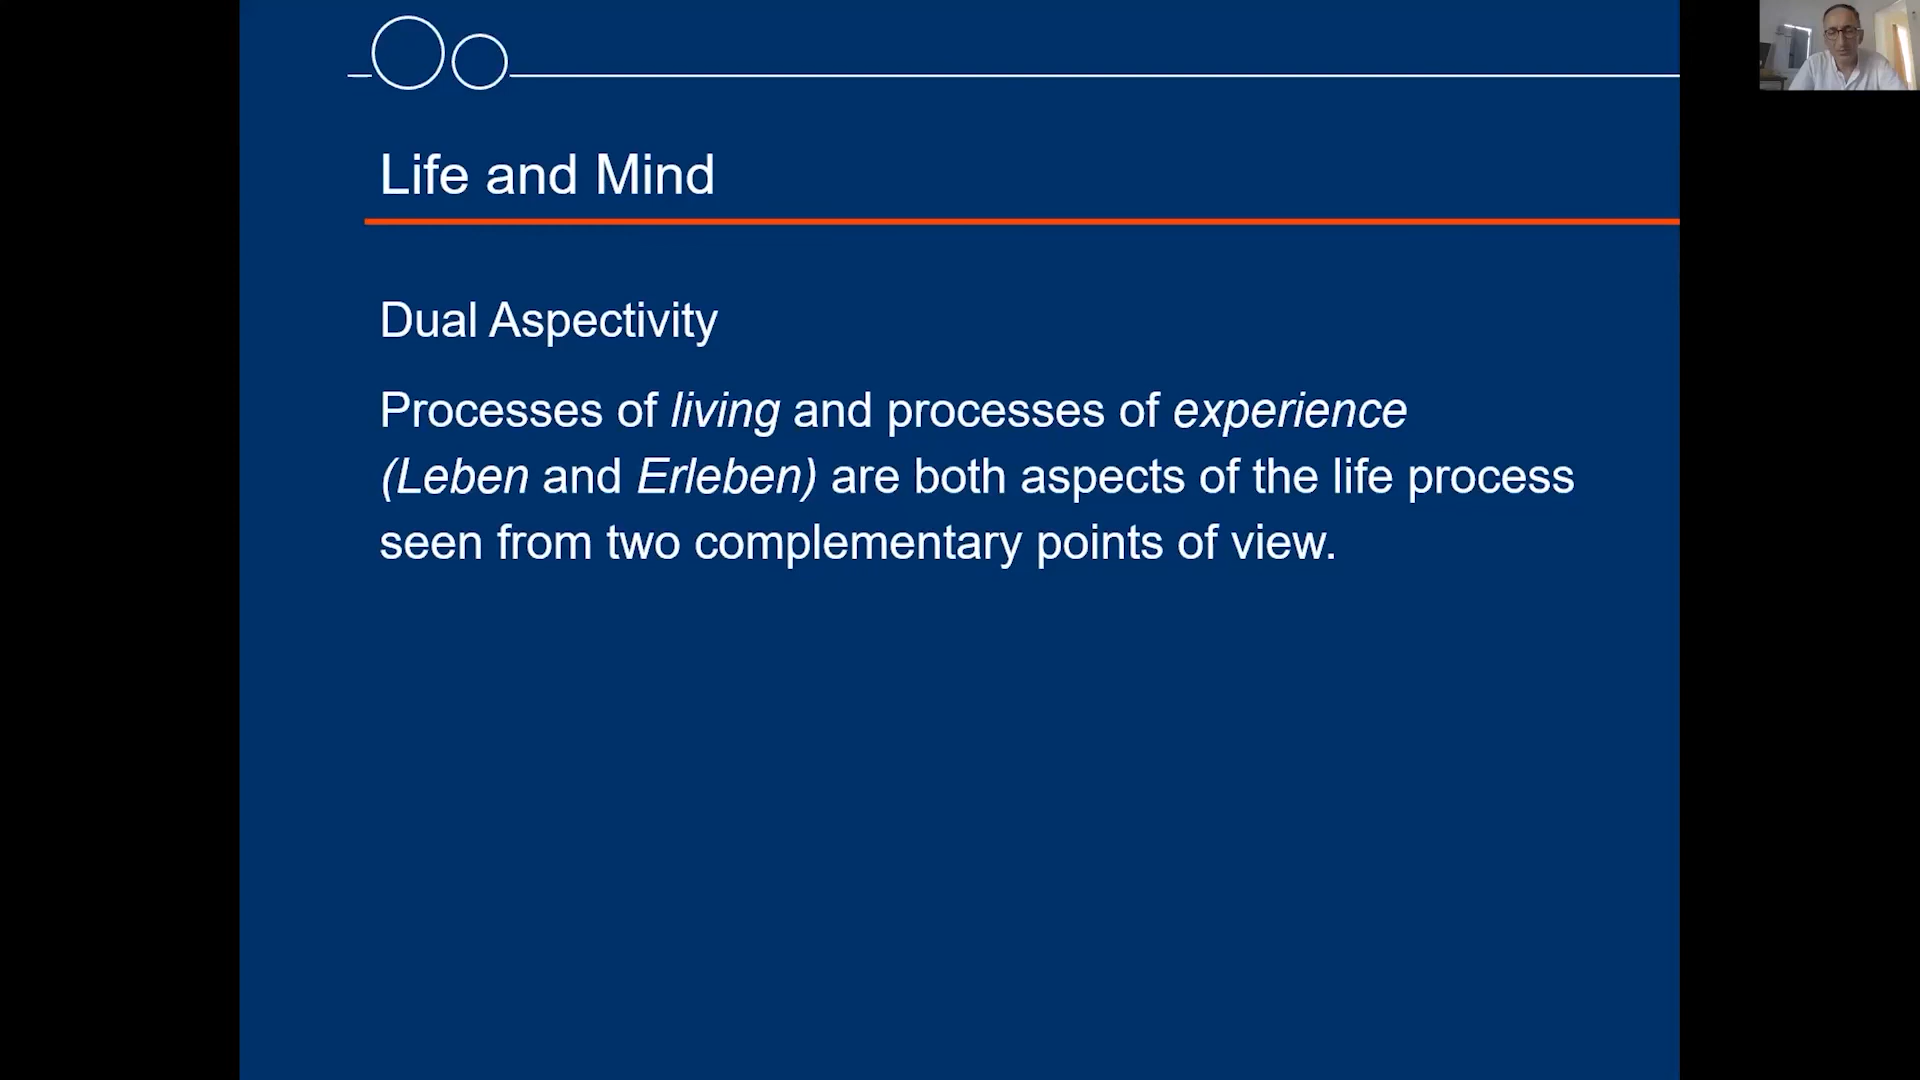 Life and Mind
Dual Aspectivity
Processes of living and processes of experience
(Leben and Erleben) are both aspects of the life process
seen from two complementary points of view.